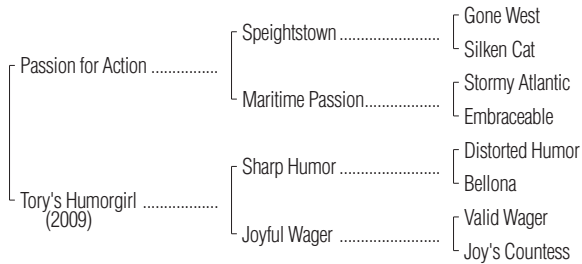 Gone West
Speightstown ...................
Silken Cat
Passion for Action ...............
Stormy Atlantic
Maritime Passion...................
Embraceable
Distorted Humor
Sharp Humor ...................
Bellona
Tory's Humorgirl .................
(2009)
Valid Wager
Joyful Wager ...................
Joy's Countess